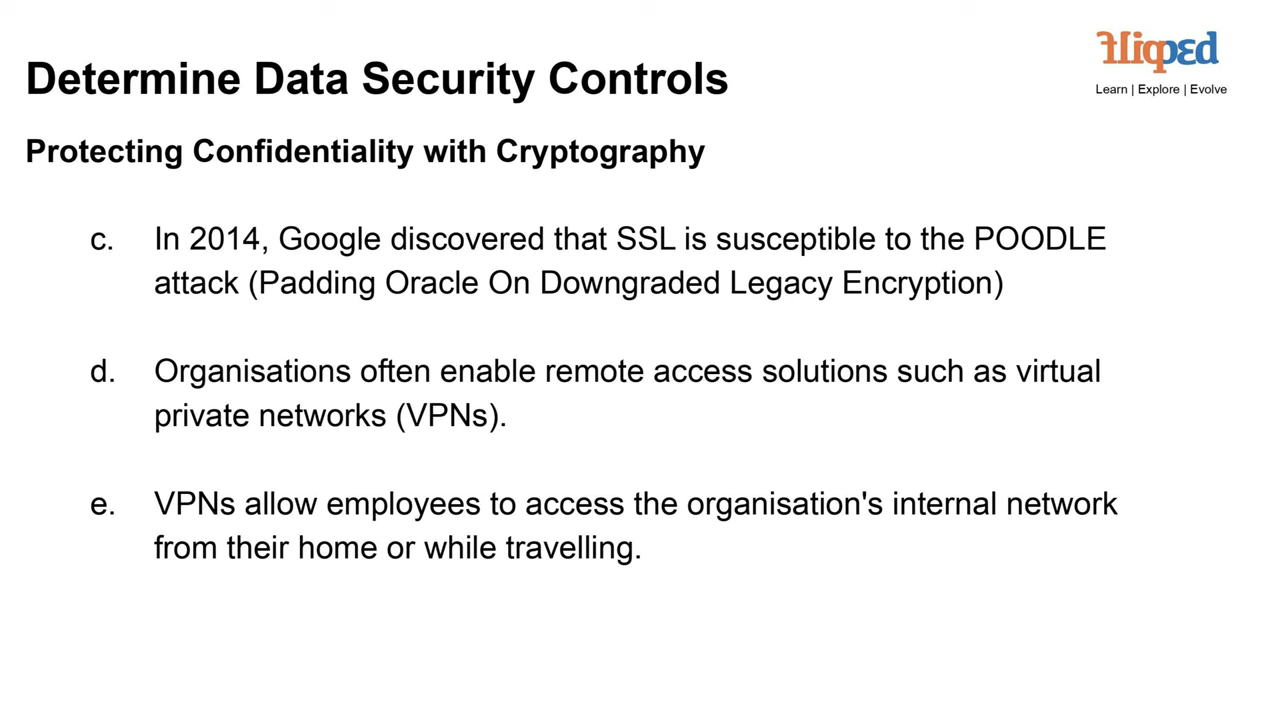 FliqpEd
Learn | Explore | Evolve
Determine Data Security Controls
Protecting Confidentiality with Cryptography
c. In 2014, Google discovered that SSL is susceptible to the POODLE
attack (Padding Oracle On Downgraded Legacy Encryption)
d. Organisations often enable remote access solutions such as virtual
private networks (VPNs).
e. VPNs allow employees to access the organisation's internal network
from their home or while travelling.